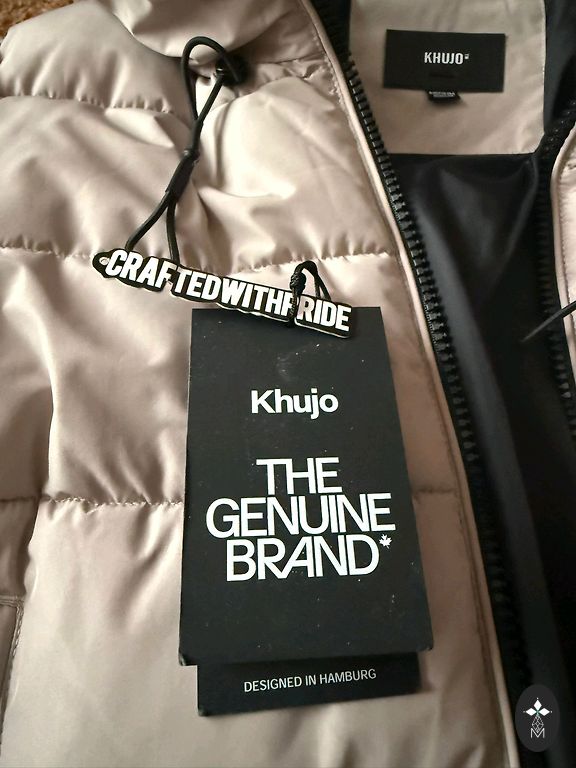 KHUJO
CRAFTEDWITHPRIDE
Khujo
THE
GENUINE
BRAND
DESIGNED IN HAMBURG